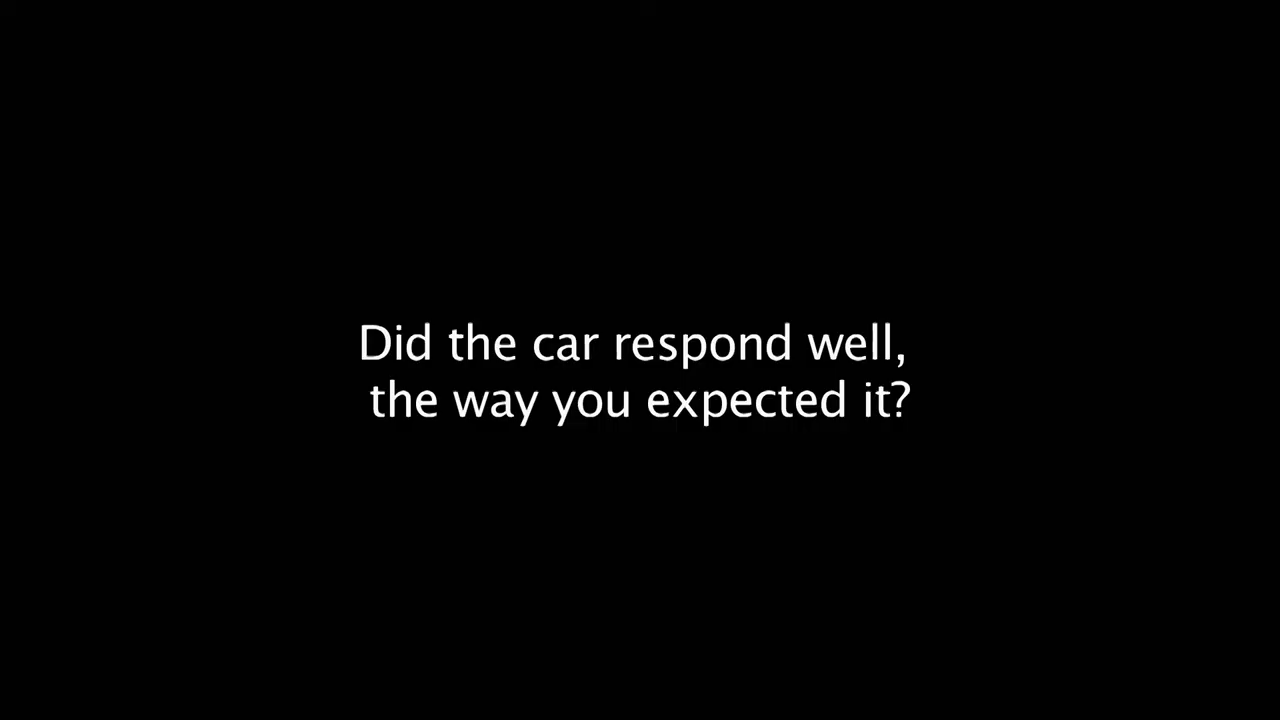 Did the car respond well,
the way you expected it?